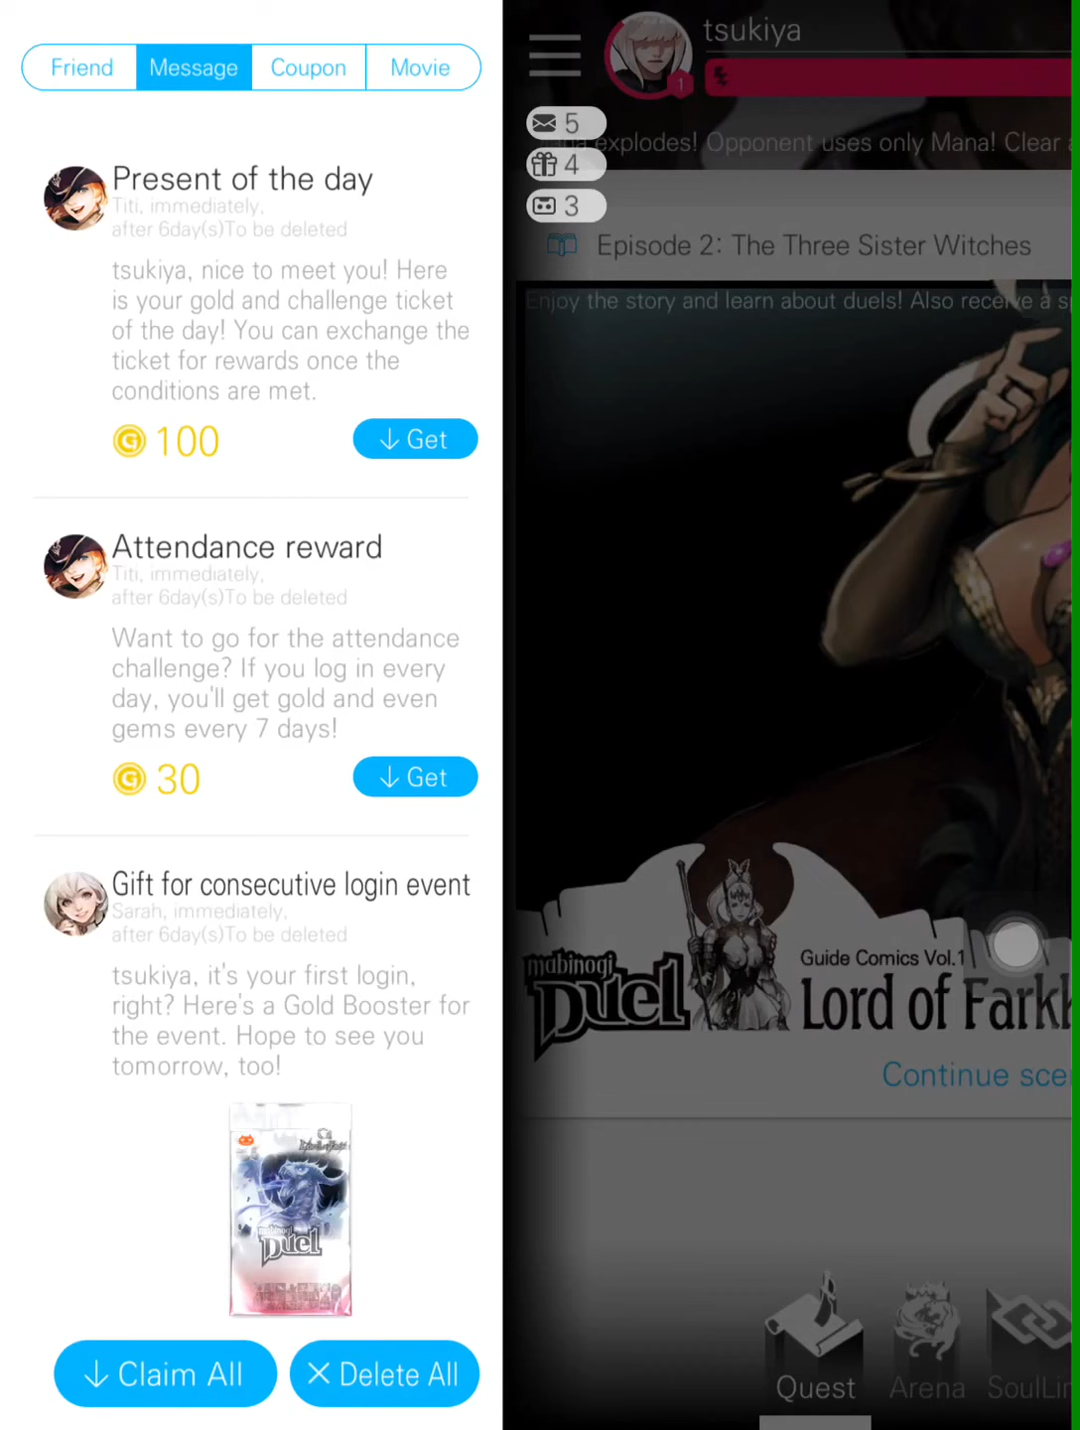 Friend
Message
Coupon
Movie
Present of the day
Titi, immediately,
after 6day(s)To be deleted
tsukiya, nice to meet you! Here
is your gold and challenge ticket
of the day! You can exchange the
ticket for rewards once the
conditions are met.
G 100
↓ Get
Attendance reward
Titi, immediately,
after 6day(s)To be deleted
Want to go for the attendance
challenge? If you log in every
day, you'll get gold and even
gems every 7 days!
G 30
↓ Get
Gift for consecutive login event
Sarah, immediately,
after 6day(s)To be deleted
tsukiya, it's your first login,
right? Here's a Gold Booster for
the event. Hope to see you
tomorrow, too!
mabinogi
Duel
↓ Claim All
× Delete All
tsukiya
1
5
4
3
explodes! Opponent uses only Mana! Clear
Episode 2: The Three Sister Witches
Enjoy the story and learn about duels! Also receive a
mabinogi
Duel
Guide Comics Vol.1
Lord of
Continue
Quest
Arena